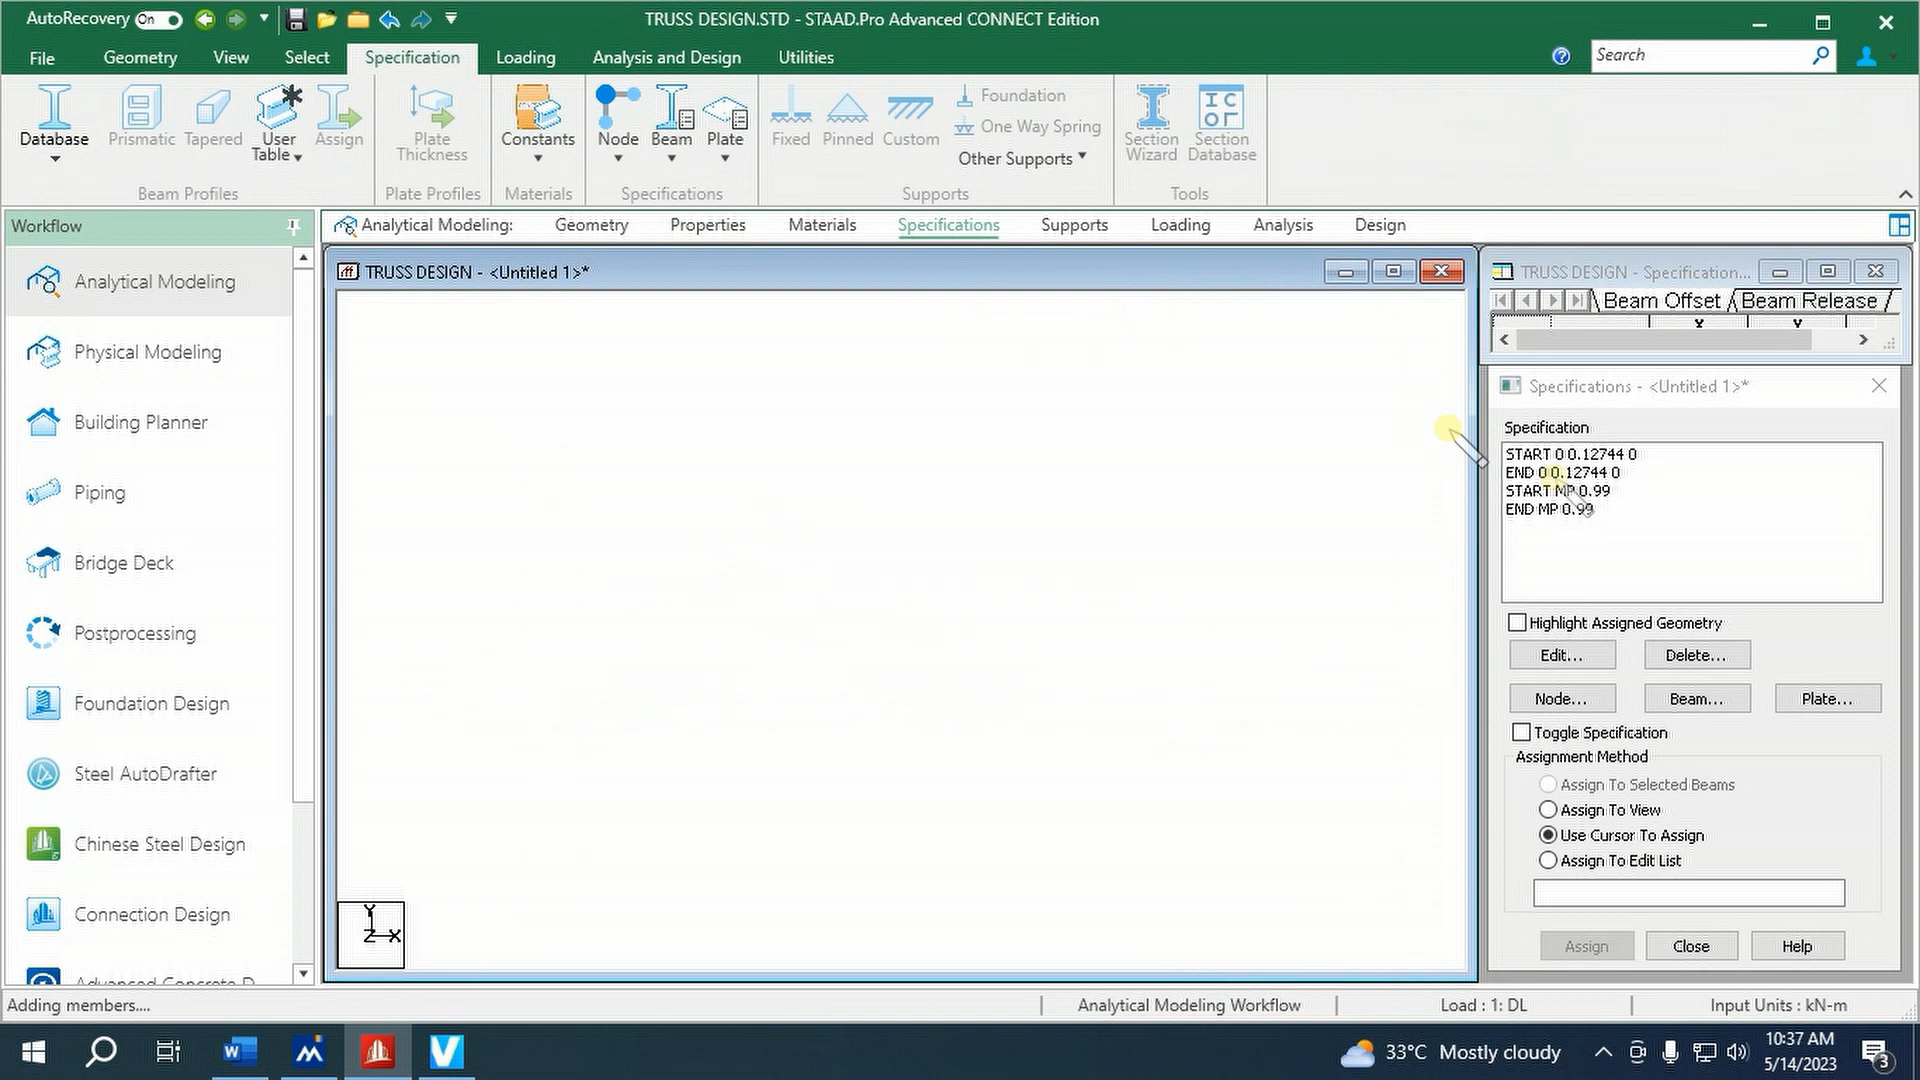 AutoRecovery On
TRUSS DESIGN.STD - STAAD.Pro Advanced CONNECT Edition
File Geometry View Select Specification Loading Analysis and Design Utilities
Search
Database Prismatic Tapered User Table Assign
Plate Thickness
Constants
Node Beam Plate
Fixed Pinned Custom
Foundation
One Way Spring
Other Supports
Section Wizard Section Database
Beam Profiles Plate Profiles Materials Specifications Supports Tools
Workflow
Analytical Modeling: Geometry Properties Materials Specifications Supports Loading Analysis Design
Analytical Modeling
Physical Modeling
Building Planner
Piping
Bridge Deck
Postprocessing
Foundation Design
Steel AutoDrafter
Chinese Steel Design
Connection Design
TRUSS DESIGN - <Untitled 1>*
Y
Z X
TRUSS DESIGN - Specification...
Beam Offset Beam Release
X Y
Specifications - <Untitled 1>*
Specification
START 0 0.12744 0
END 0 0.12744 0
START MP 0.99
END MP 0.99
Highlight Assigned Geometry
Edit... Delete...
Node... Beam... Plate...
Toggle Specification
Assignment Method
Assign To Selected Beams
Assign To View
Use Cursor To Assign
Assign To Edit List
Assign Close Help
Adding members.... Analytical Modeling Workflow Load : 1: DL Input Units : kN-m
33°C Mostly cloudy
10:37 AM
5/14/2023
3